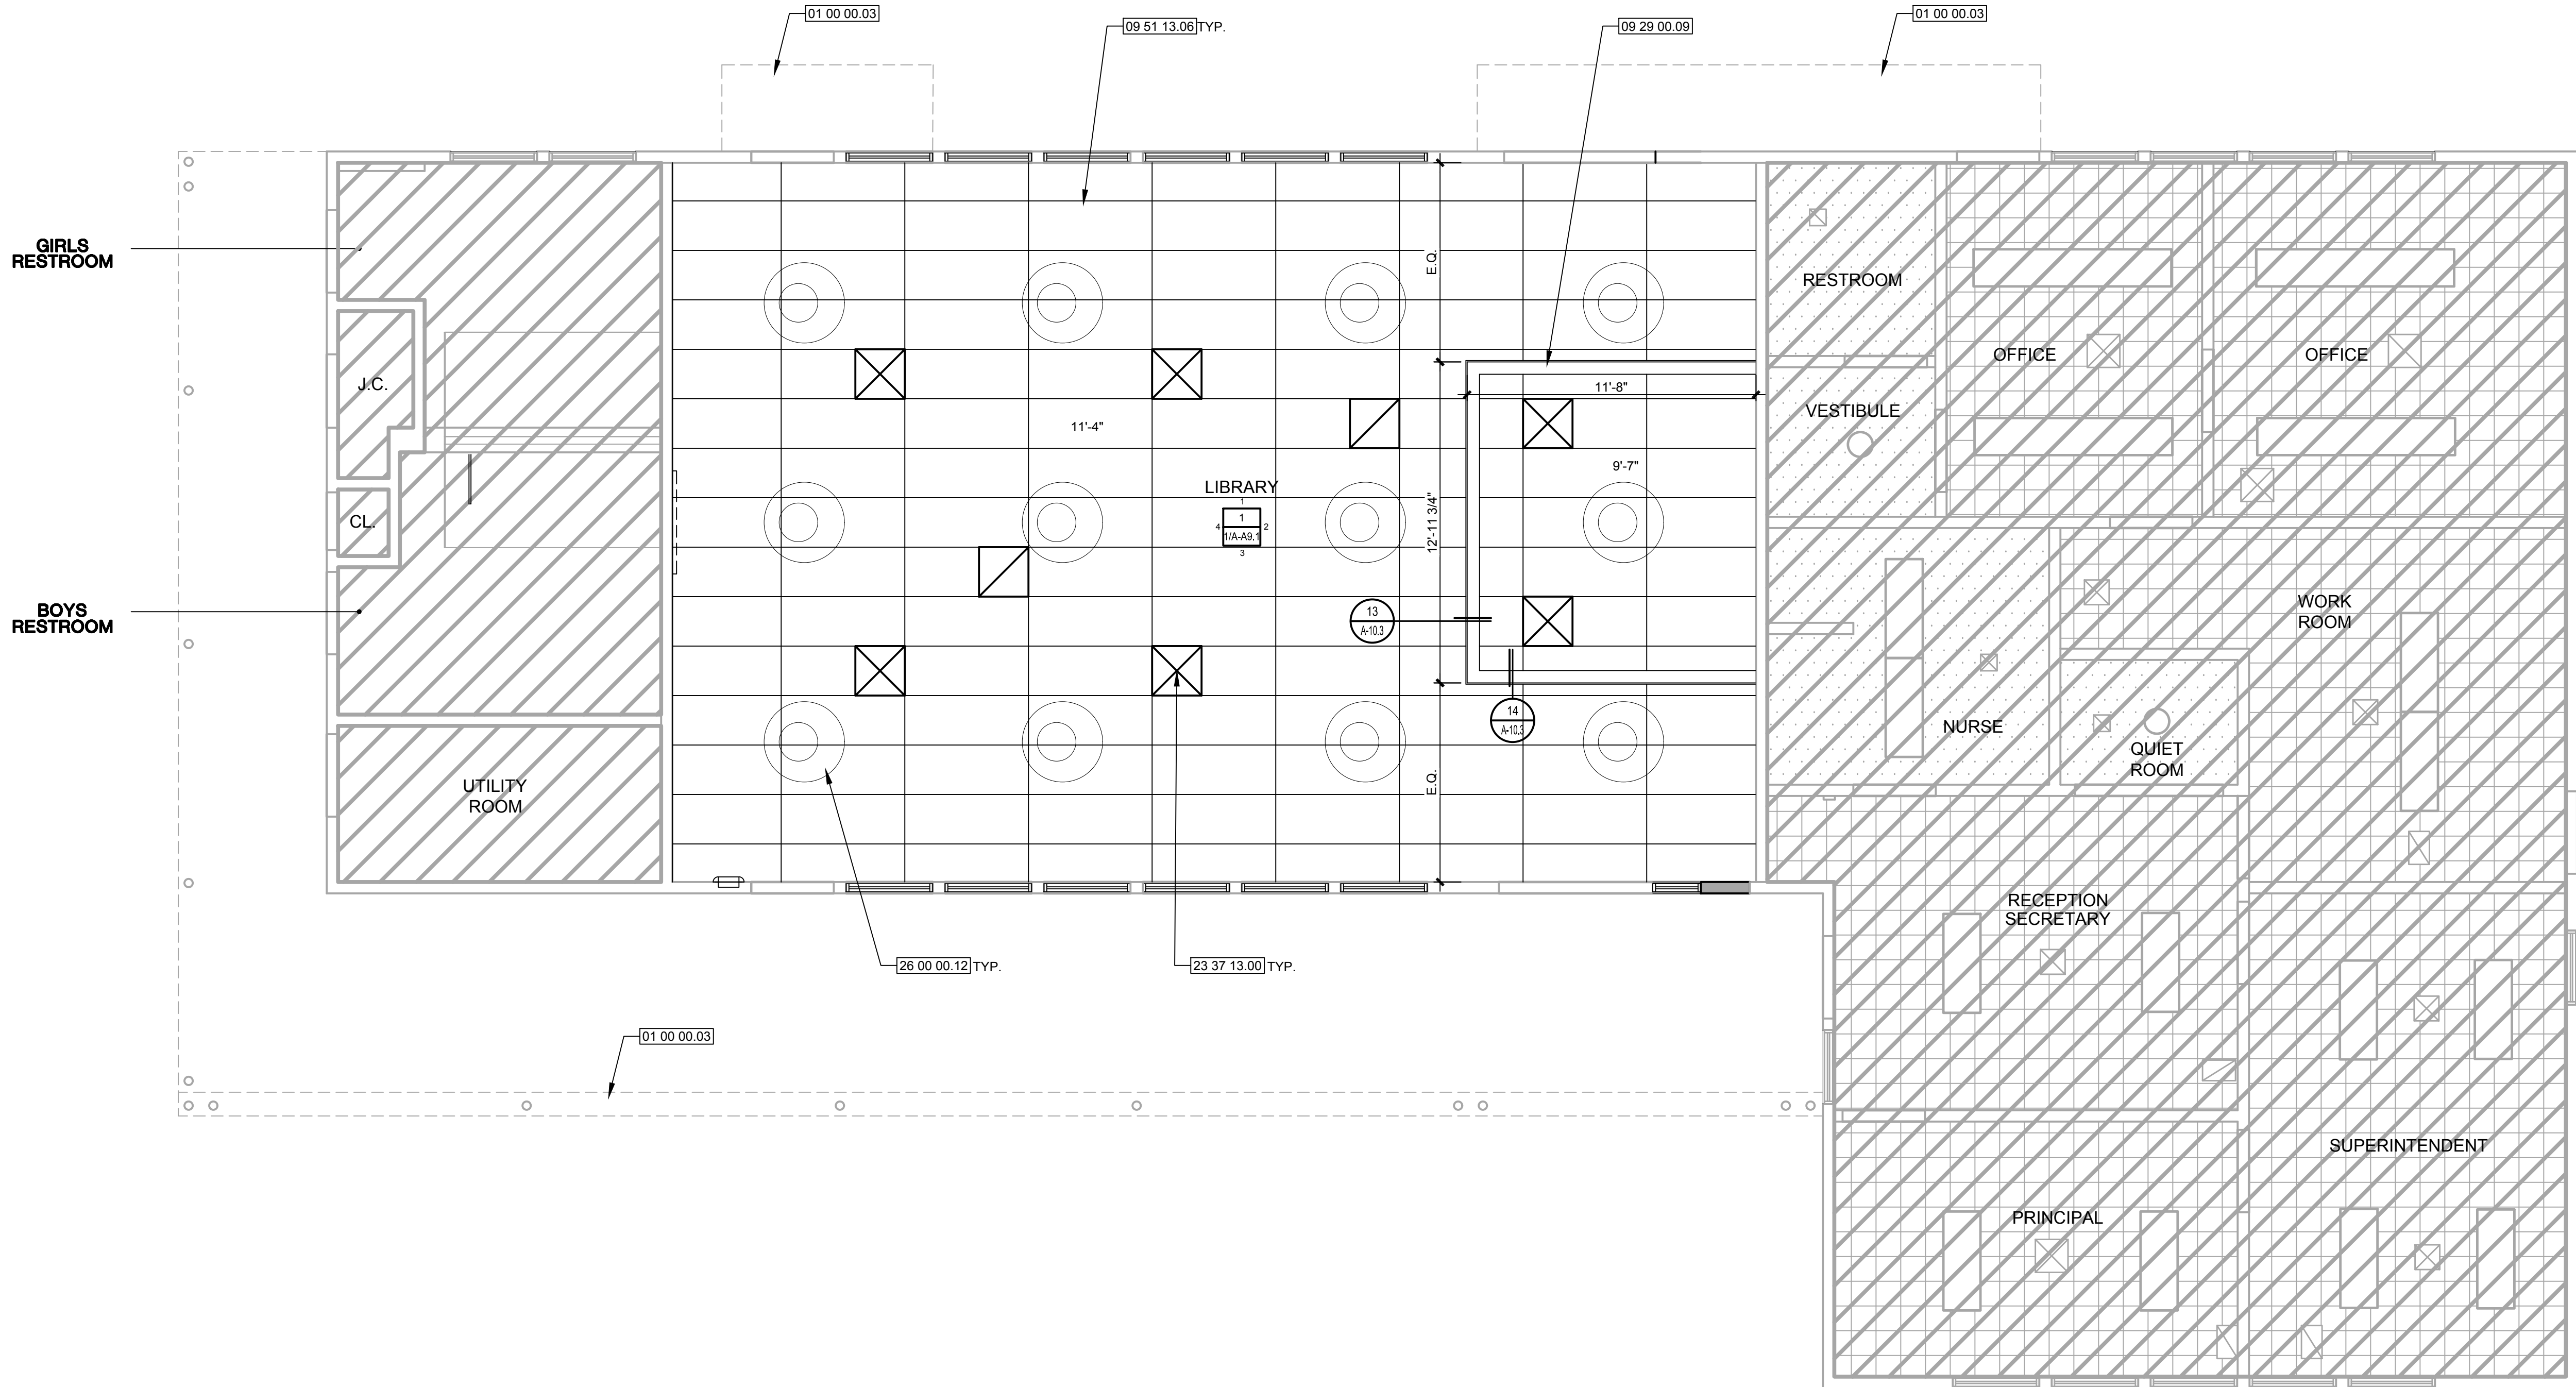 01 00 00.03
09 51 13.06 TYP.
09 29 00.09
01 00 00.03
GIRLS
RESTROOM
E.Q.
RESTROOM
OFFICE
OFFICE
J.C.
11'-8"
VESTIBULE
11'-4"
9'-7"
LIBRARY
1
4
1
2
1/A-A9.1
3
12'-11 3/4"
CL.
BOYS
RESTROOM
13
A-10.3
WORK
ROOM
14
A-10.3
NURSE
QUIET
ROOM
UTILITY
ROOM
E.Q.
RECEPTION
SECRETARY
26 00 00.12 TYP.
23 37 13.00 TYP.
01 00 00.03
SUPERINTENDENT
PRINCIPAL